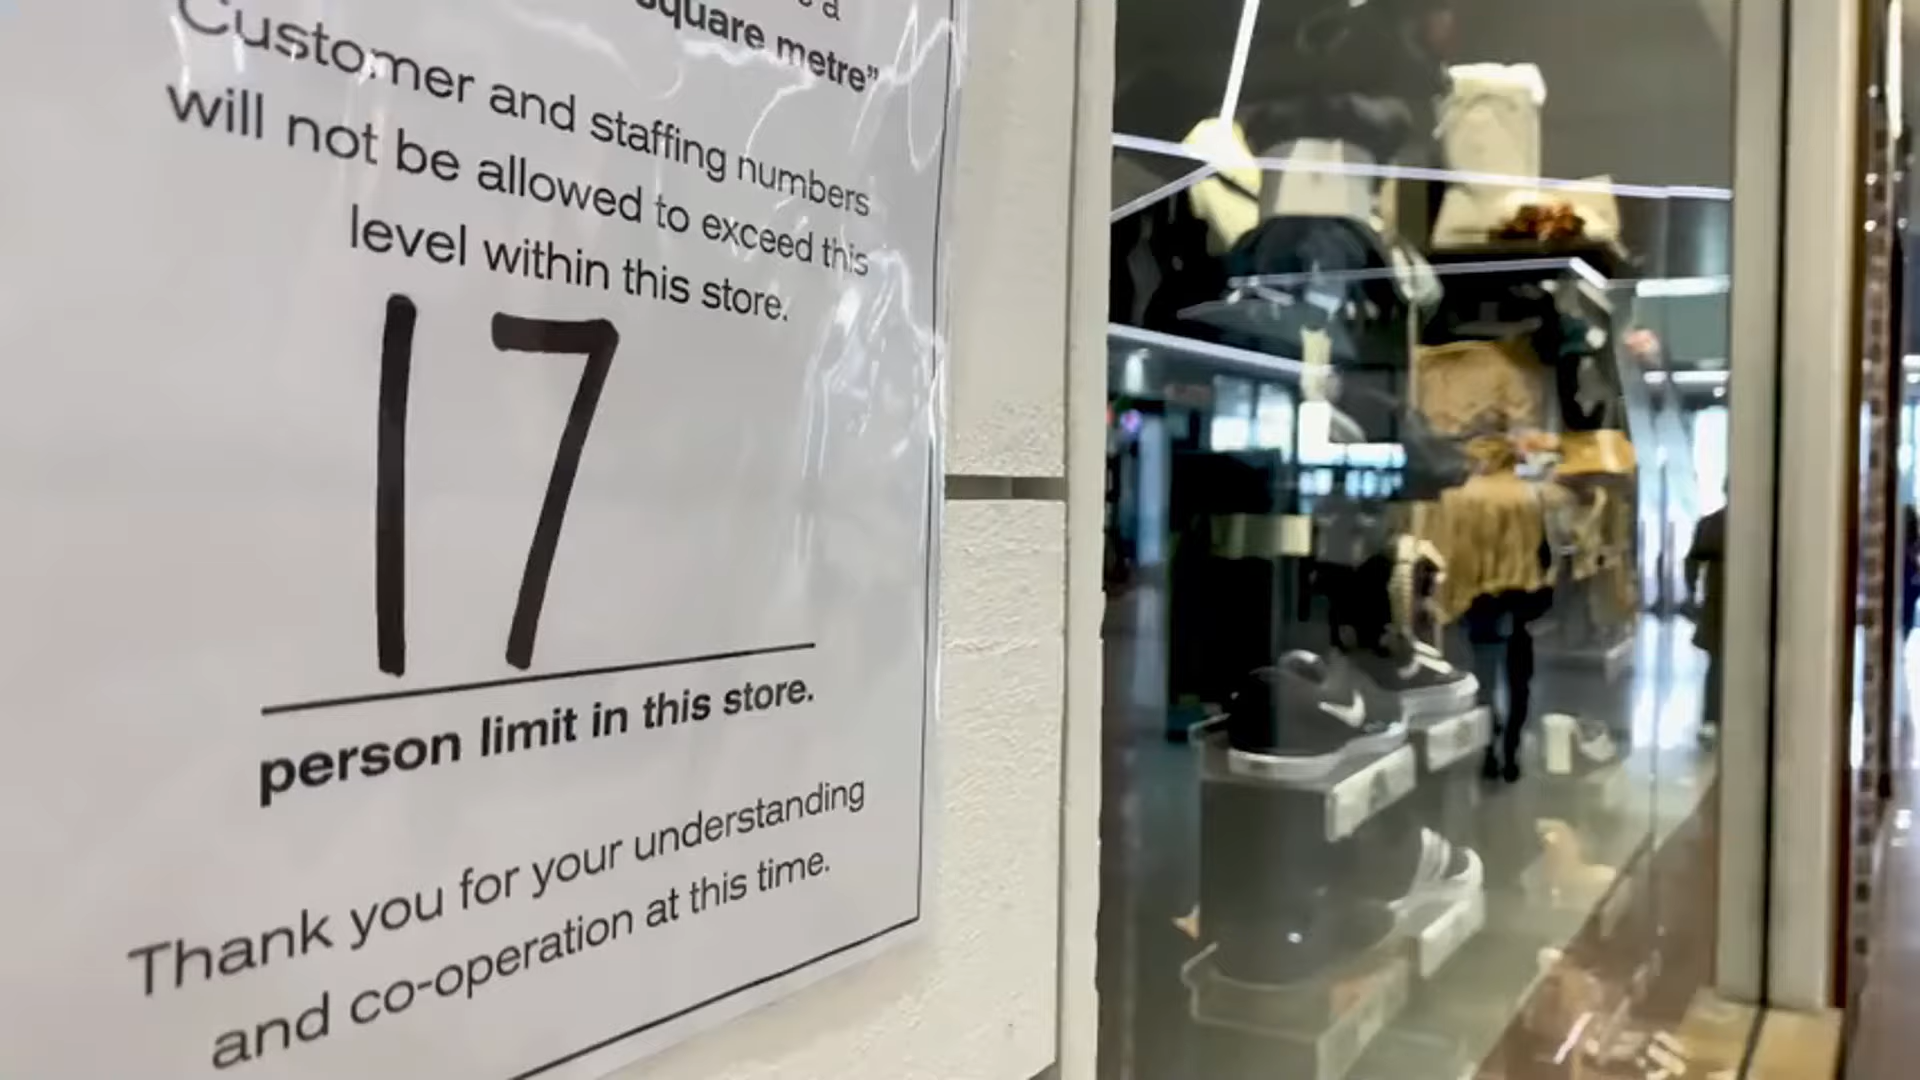 square metre”
Customer and staffing numbers
will not be allowed to exceed this
level within this store.
17
person limit in this store.
Thank you for your understanding
and co-operation at this time.